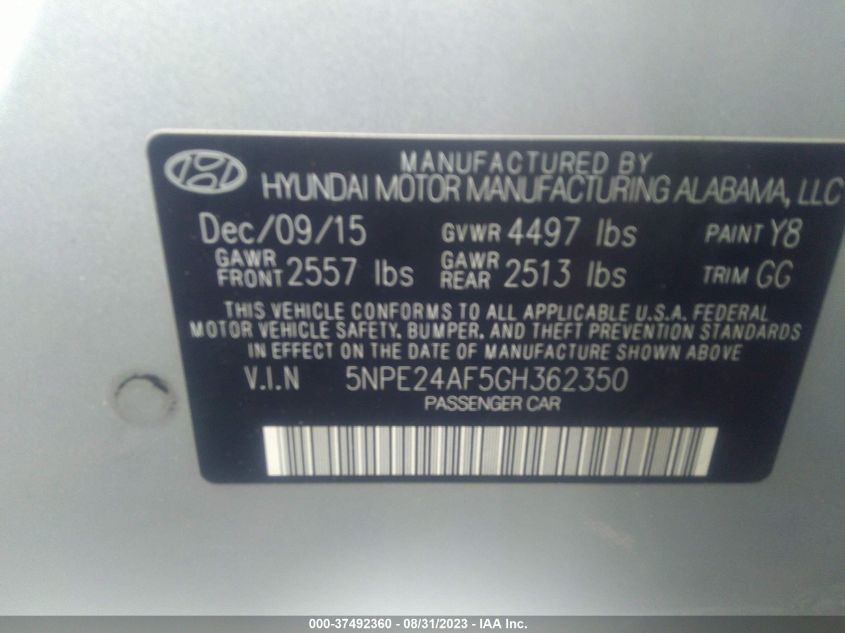 MANUFACTURED BY
HYUNDAI MOTOR MANUFACTURING ALABAMA, LLC
Dec/09/15 GVWR 4497 lbs PAINT Y8
GAWR FRONT 2557 lbs GAWR REAR 2513 lbs TRIM GG
THIS VEHICLE CONFORMS TO ALL APPLICABLE U.S.A. FEDERAL
MOTOR VEHICLE SAFETY, BUMPER, AND THEFT PREVENTION STANDARDS
IN EFFECT ON THE DATE OF MANUFACTURE SHOWN ABOVE
V.I.N 5NPE24AF5GH362350
PASSENGER CAR
000-37492360 - 08/31/2023 - IAA Inc.